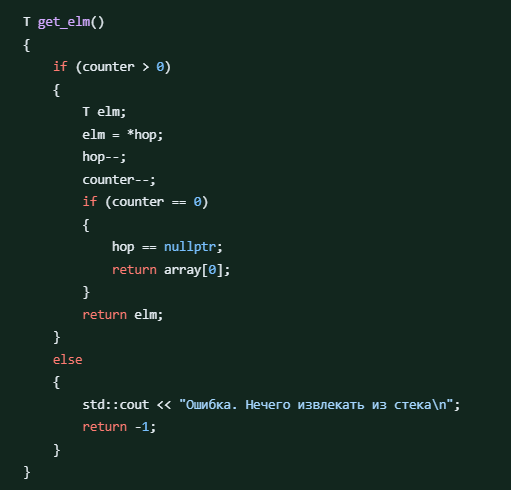 T get_elm()
{
    if (counter > 0)
    {
        T elm;
        elm = *hop;
        hop--;
        counter--;
        if (counter == 0)
        {
            hop == nullptr;
            return array[0];
        }
        return elm;
    }
    else
    {
        std::cout << "Ошибка. Нечего извлекать из стека\n";
        return -1;
    }
}